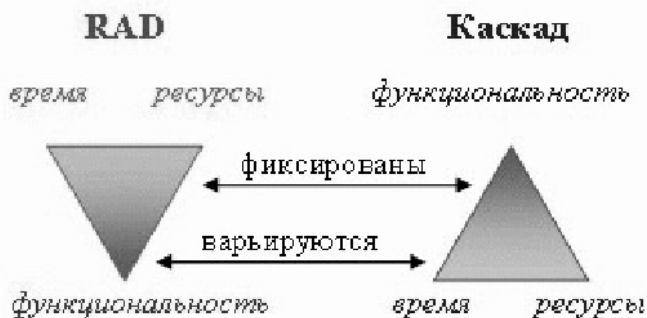 RAD Каскад
время ресурсы функциональность
фиксированы
варьируются
функциональность время ресурсы